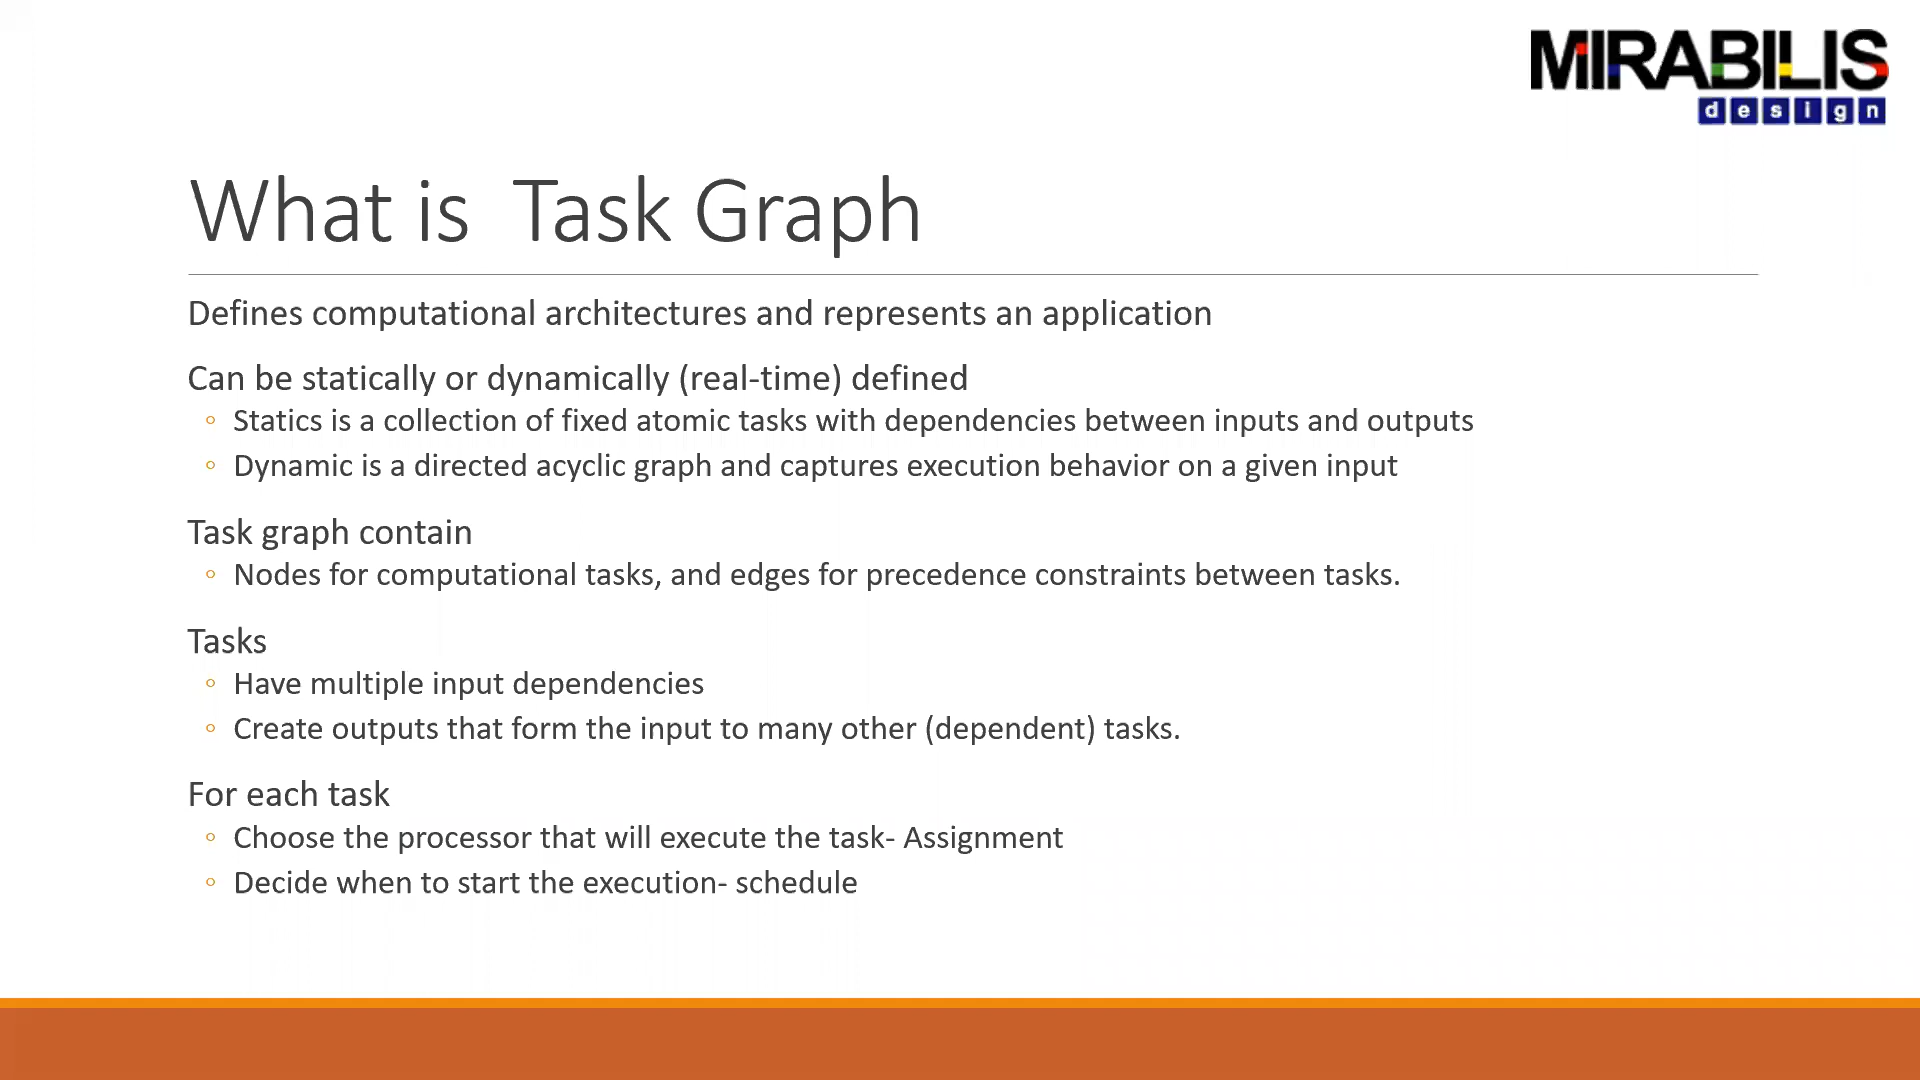 MIRABILIS
design
What is  Task Graph
Defines computational architectures and represents an application
Can be statically or dynamically (real-time) defined
◦ Statics is a collection of fixed atomic tasks with dependencies between inputs and outputs
◦ Dynamic is a directed acyclic graph and captures execution behavior on a given input
Task graph contain
◦ Nodes for computational tasks, and edges for precedence constraints between tasks.
Tasks
◦ Have multiple input dependencies
◦ Create outputs that form the input to many other (dependent) tasks.
For each task
◦ Choose the processor that will execute the task- Assignment
◦ Decide when to start the execution- schedule